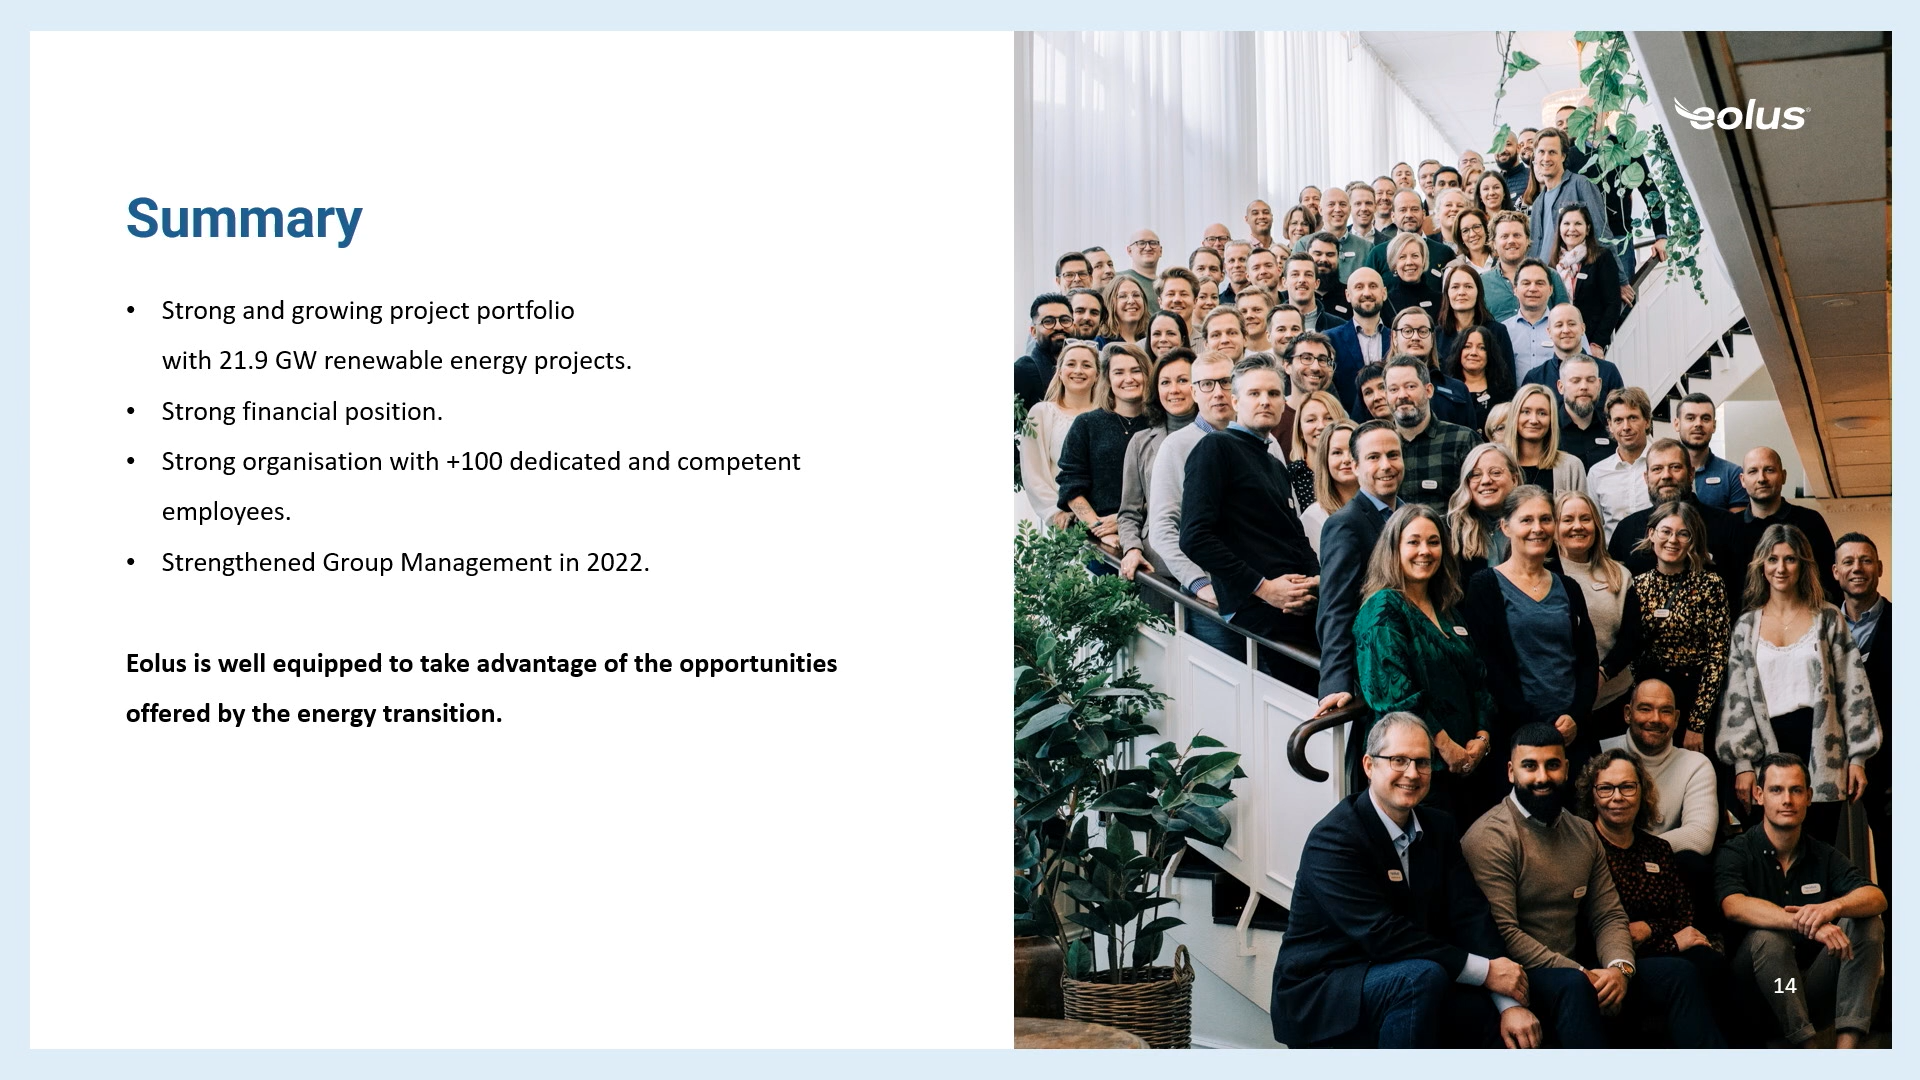 eolus
Summary
• Strong and growing project portfolio
with 21.9 GW renewable energy projects.
• Strong financial position.
• Strong organisation with +100 dedicated and competent
employees.
• Strengthened Group Management in 2022.
Eolus is well equipped to take advantage of the opportunities
offered by the energy transition.
14